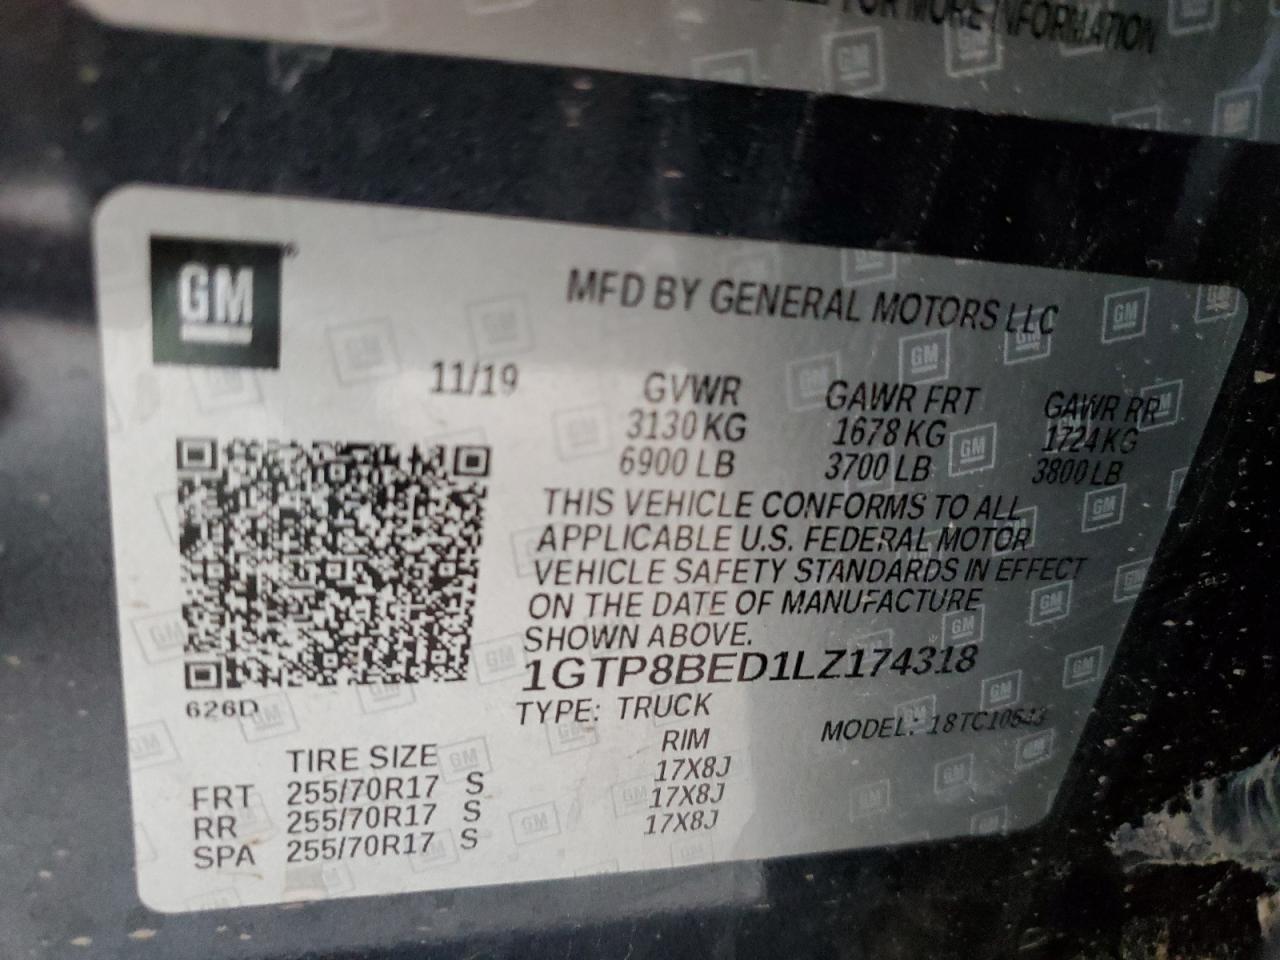 FOR MORE INFORMATION
GM
MFD BY GENERAL MOTORS LLC
11/19 GVWR GAWR FRT GAWR RR
3130 KG 1678 KG 1724 KG
6900 LB 3700 LB 3800 LB
THIS VEHICLE CONFORMS TO ALL
APPLICABLE U.S. FEDERAL MOTOR
VEHICLE SAFETY STANDARDS IN EFFECT
ON THE DATE OF MANUFACTURE
SHOWN ABOVE.
1GTP8BED1LZ174318
626D
TYPE: TRUCK
MODEL: 18TC10543
TIRE SIZE RIM
FRT 255/70R17 S 17X8J
RR 255/70R17 S 17X8J
SPA 255/70R17 S 17X8J